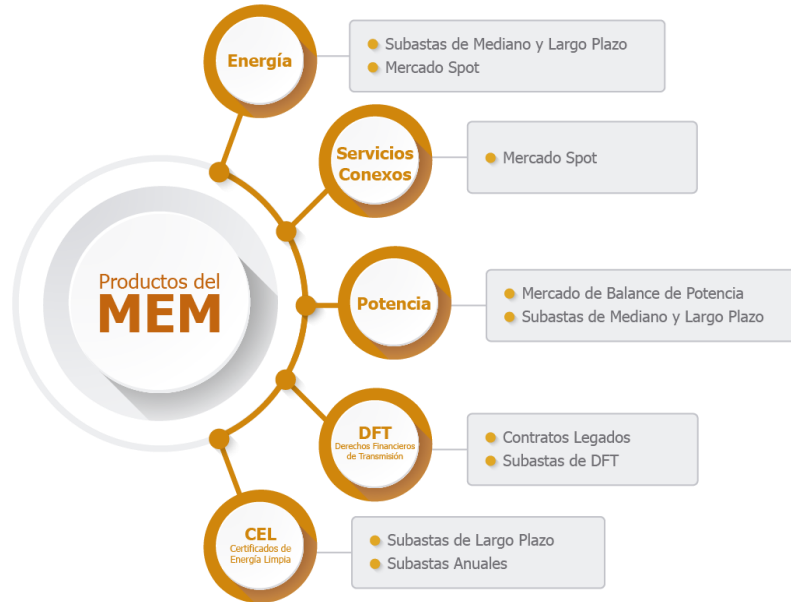 Productos del
MEM
Energía
Subastas de Mediano y Largo Plazo
Mercado Spot
Servicios
Conexos
Mercado Spot
Potencia
Mercado de Balance de Potencia
Subastas de Mediano y Largo Plazo
DFT
Derechos Financieros
de Transmisión
Contratos Legados
Subastas de DFT
CEL
Certificados de
Energía Limpia
Subastas de Largo Plazo
Subastas Anuales